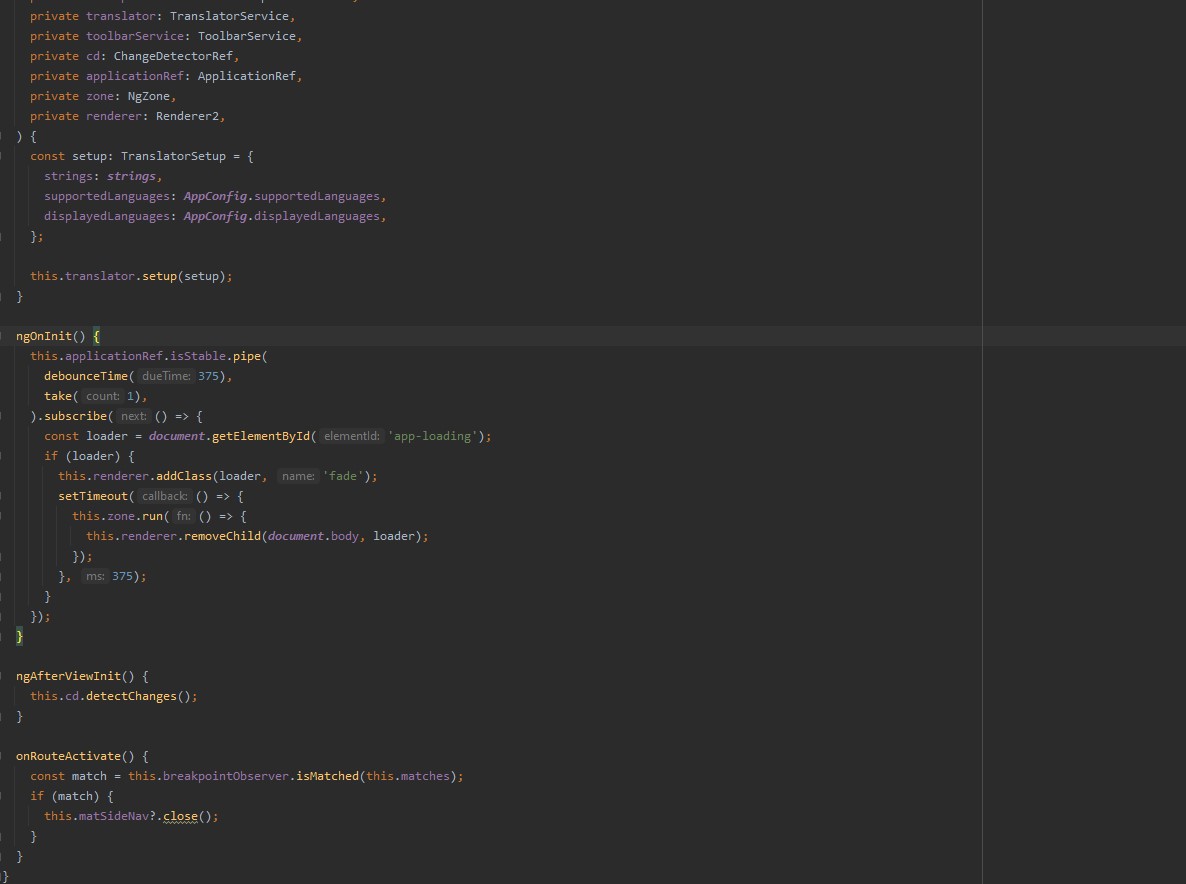 private translator: TranslatorService,
private toolbarService: ToolbarService,
private cd: ChangeDetectorRef,
private applicationRef: ApplicationRef,
private zone: NgZone,
private renderer: Renderer2,
) {
const setup: TranslatorSetup = {
strings: strings,
supportedLanguages: AppConfig.supportedLanguages,
displayedLanguages: AppConfig.displayedLanguages,
};
this.translator.setup(setup);
}
ngOnInit() {
this.applicationRef.isStable.pipe(
debounceTime( dueTime: 375),
take( count: 1),
).subscribe( next: () => {
const loader = document.getElementById( elementId: 'app-loading');
if (loader) {
this.renderer.addClass(loader, name: 'fade');
setTimeout( callback: () => {
this.zone.run( fn: () => {
this.renderer.removeChild(document.body, loader);
});
}, ms: 375);
}
});
}
ngAfterViewInit() {
this.cd.detectChanges();
}
onRouteActivate() {
const match = this.breakpointObserver.isMatched(this.matches);
if (match) {
this.matSideNav?.close();
}
}
}